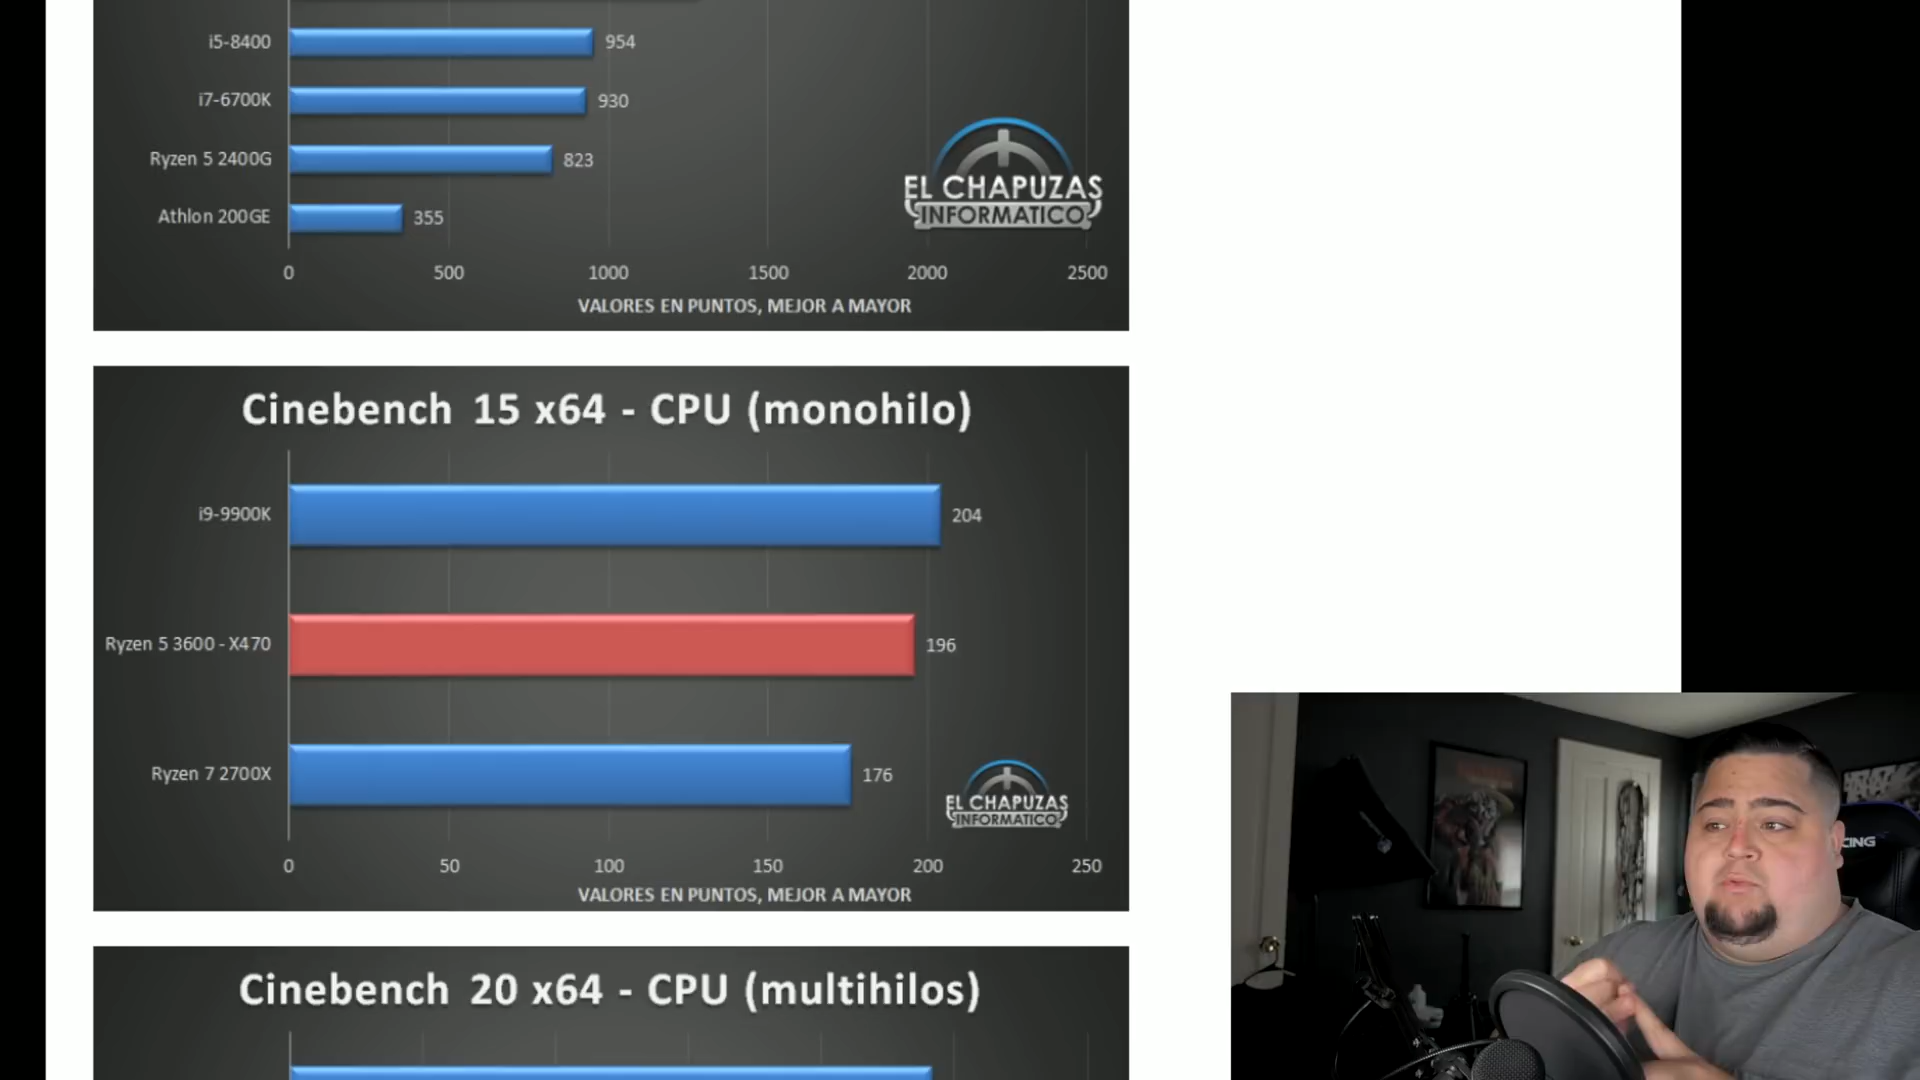 i5-8400 954
i7-6700K 930
Ryzen 5 2400G 823
Athlon 200GE 355
EL CHAPUZAS
INFORMATICO
0 500 1000 1500 2000 2500
VALORES EN PUNTOS, MEJOR A MAYOR
Cinebench 15 x64 - CPU (monohilo)
i9-9900K 204
Ryzen 5 3600 - X470 196
Ryzen 7 2700X 176
EL CHAPUZAS
INFORMATICO
0 50 100 150 200 250
VALORES EN PUNTOS, MEJOR A MAYOR
Cinebench 20 x64 - CPU (multihilos)
CING